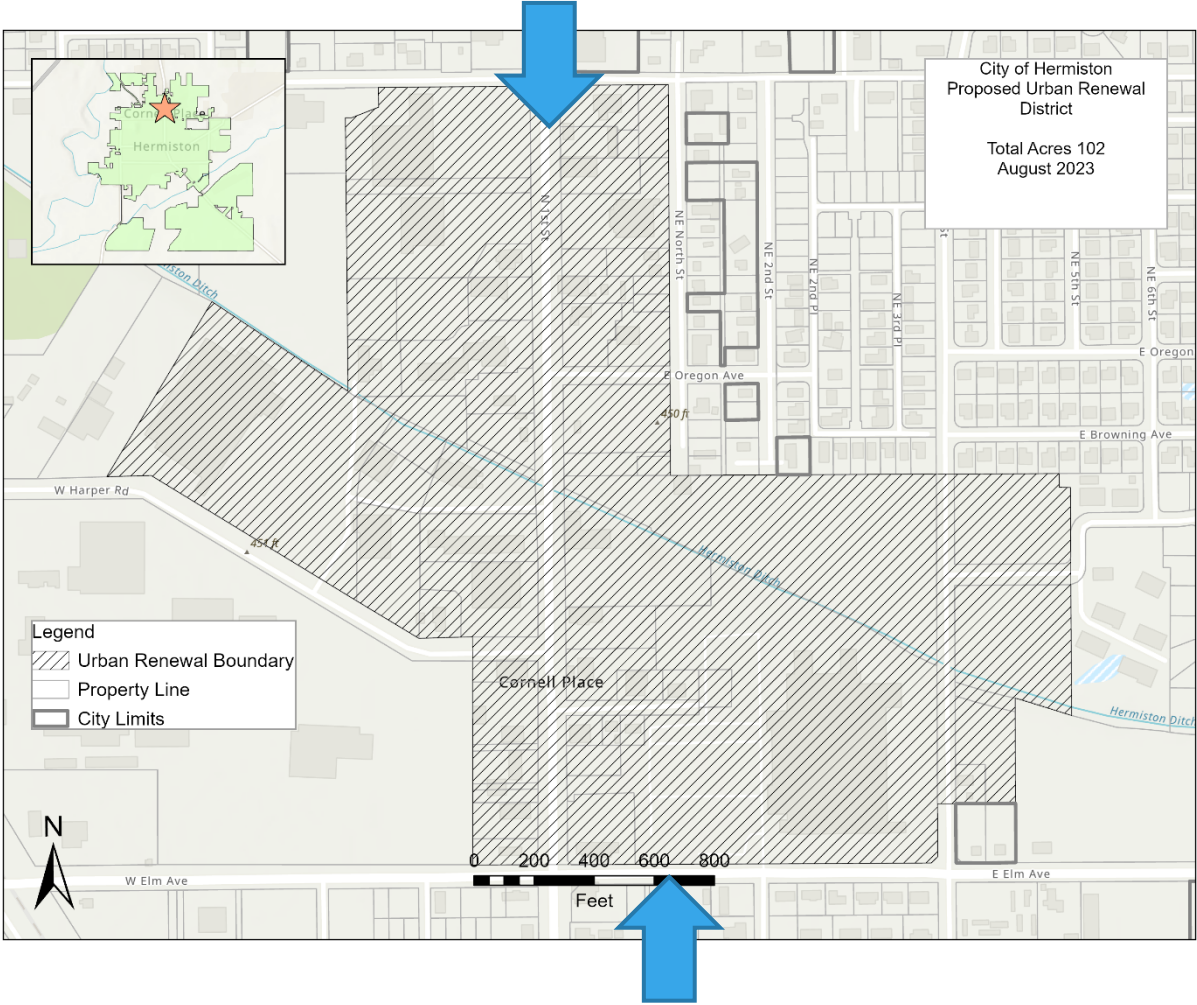 City of Hermiston
Proposed Urban Renewal
District
Total Acres 102
August 2023
Hermiston
N 1st St
NE North St
NE 2nd St
NE 2nd Pl
NE 3rd Pl
St
NE 5th St
NE 6th St
E Oregon
E Oregon Ave
450 ft
E Browning Ave
miston Ditch
W Harper Rd
451 ft
Hermiston Ditch
Cornell Place
Hermiston Ditch
Legend
Urban Renewal Boundary
Property Line
City Limits
N
0 200 400 600 800
Feet
W Elm Ave
E Elm Ave